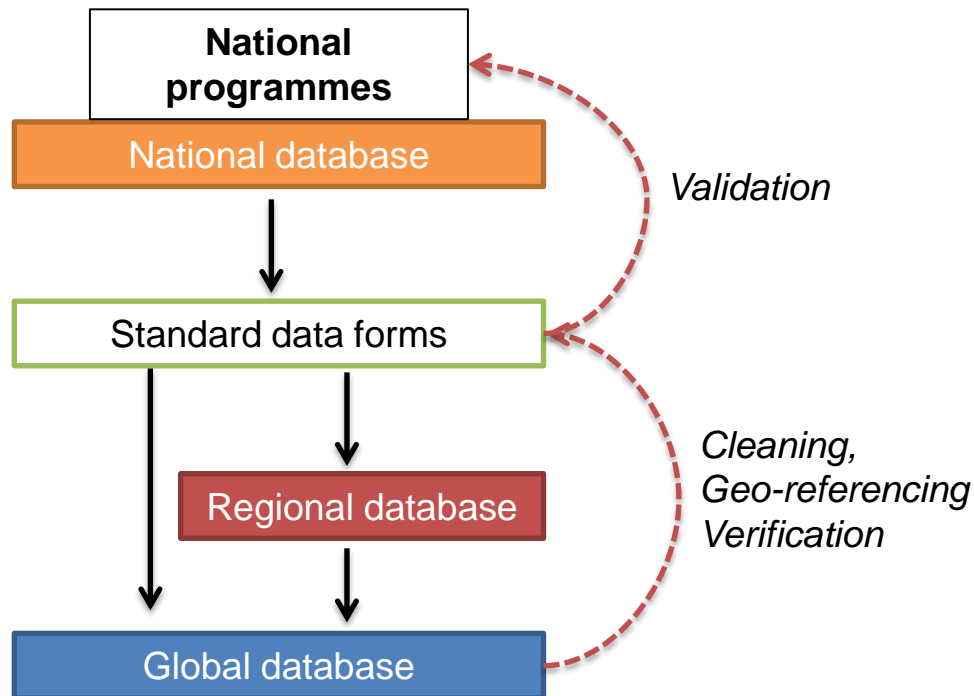 National
programmes
National database
Validation
Standard data forms
Cleaning,
Geo-referencing
Verification
Regional database
Global database